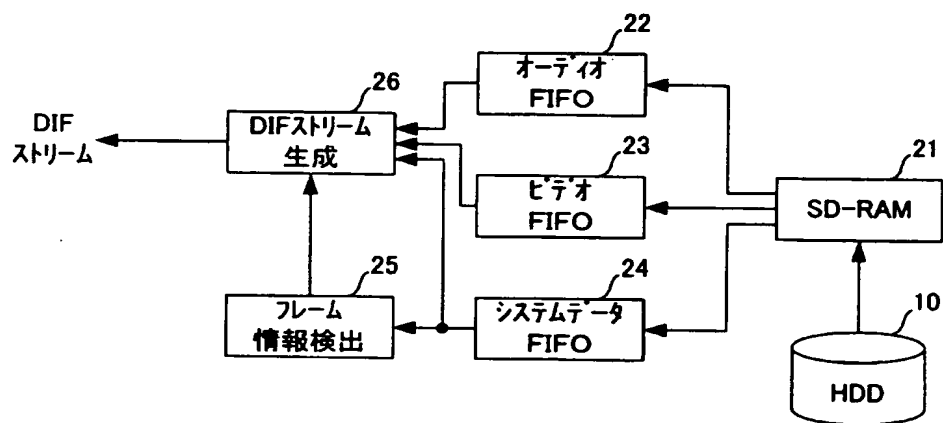 22
オーディオ
FIFO
26
DIFストリーム
生成
DIF
ストリーム
23
ビデオ
FIFO
21
SD-RAM
25
フレーム
情報検出
24
システムデータ
FIFO
10
HDD